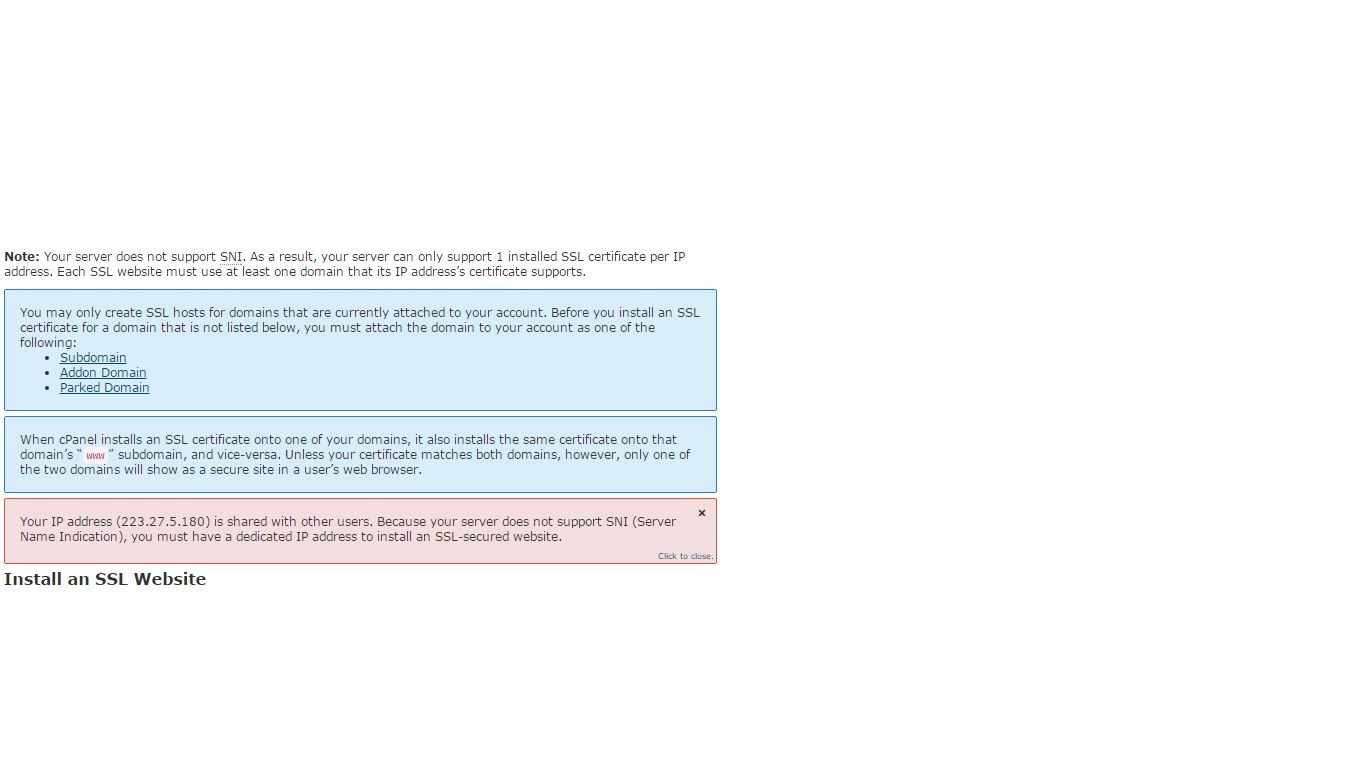 Note: Your server does not support SNI. As a result, your server can only support 1 installed SSL certificate per IP
address. Each SSL website must use at least one domain that its IP address’s certificate supports.
You may only create SSL hosts for domains that are currently attached to your account. Before you install an SSL
certificate for a domain that is not listed below, you must attach the domain to your account as one of the
following:
• Subdomain
• Addon Domain
• Parked Domain
When cPanel installs an SSL certificate onto one of your domains, it also installs the same certificate onto that
domain’s “ www ” subdomain, and vice-versa. Unless your certificate matches both domains, however, only one of
the two domains will show as a secure site in a user’s web browser.
Your IP address (223.27.5.180) is shared with other users. Because your server does not support SNI (Server
Name Indication), you must have a dedicated IP address to install an SSL-secured website.
Click to close.
Install an SSL Website